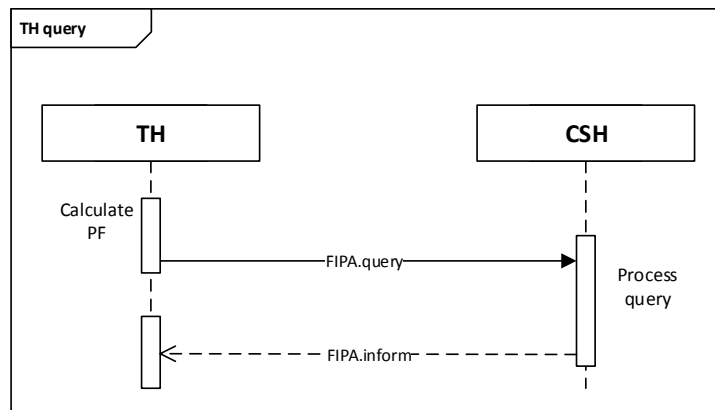 TH query
TH
CSH
Calculate
PF
FIPA.query
Process
query
FIPA.inform